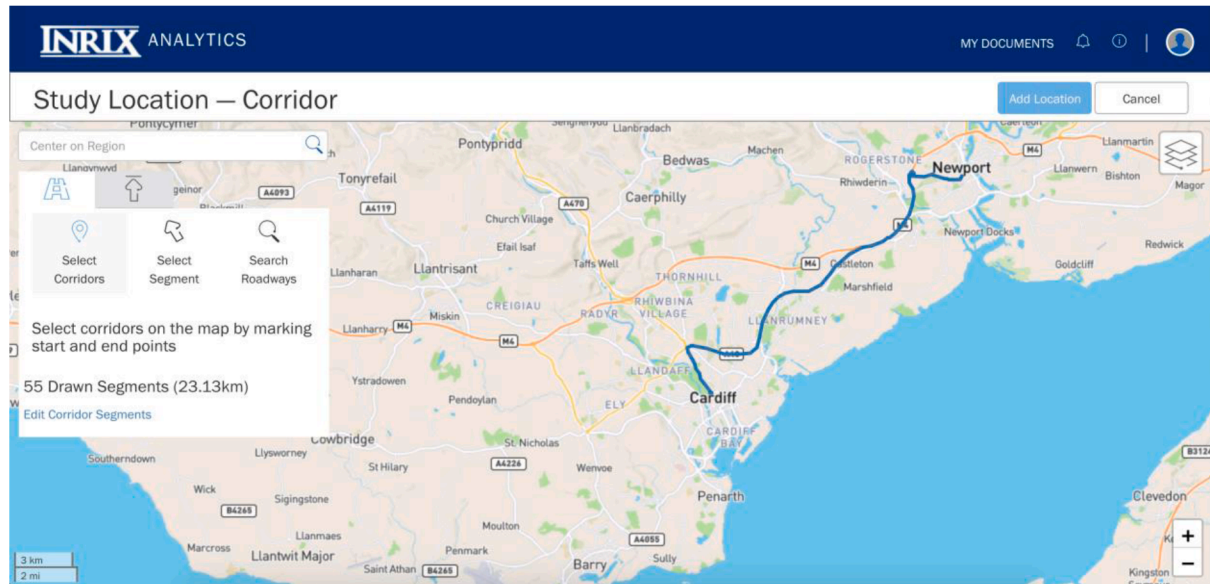 INRIX ANALYTICS
MY DOCUMENTS
Study Location — Corridor
Add Location
Cancel
Pontycymer
Llanbradach
Center on Region
Pontypridd
Bedwas
Machen
ROGERSTONE
Newport
M4
Llanmartin
Llanwern
Bishton
Magor
Rhiwderin
Tonyrefail
A4093
A4119
A470
Caerphilly
Church Village
Efail Isaf
Taffs Well
Newport Docks
Redwick
Goldcliff
M4
Castleton
Marshfield
Select
Corridors
Select
Segment
Search
Roadways
Llanharan
Llantrisant
THORNHILL
CREIGIAU
RADYR
RHIWBINA
VILLAGE
LLANRUMNEY
Miskin
Llanharry
M4
M4
A48
Select corridors on the map by marking
start and end points
LLANDAFF
55 Drawn Segments (23.13km)
Ystradowen
Pendoylan
ELY
Cardiff
Edit Corridor Segments
CARDIFF
BAY
Cowbridge
St. Nicholas
Southerndown
Llysworney
St Hilary
A4226
Wenvoe
B3124
Wick
Sigingstone
B4265
Penarth
Clevedon
Llanmaes
Moulton
A4055
Marcross
Llantwit Major
Penmark
Sully
3 km
Saint Athan
B4265
Barry
Kingston
2 mi
+
−